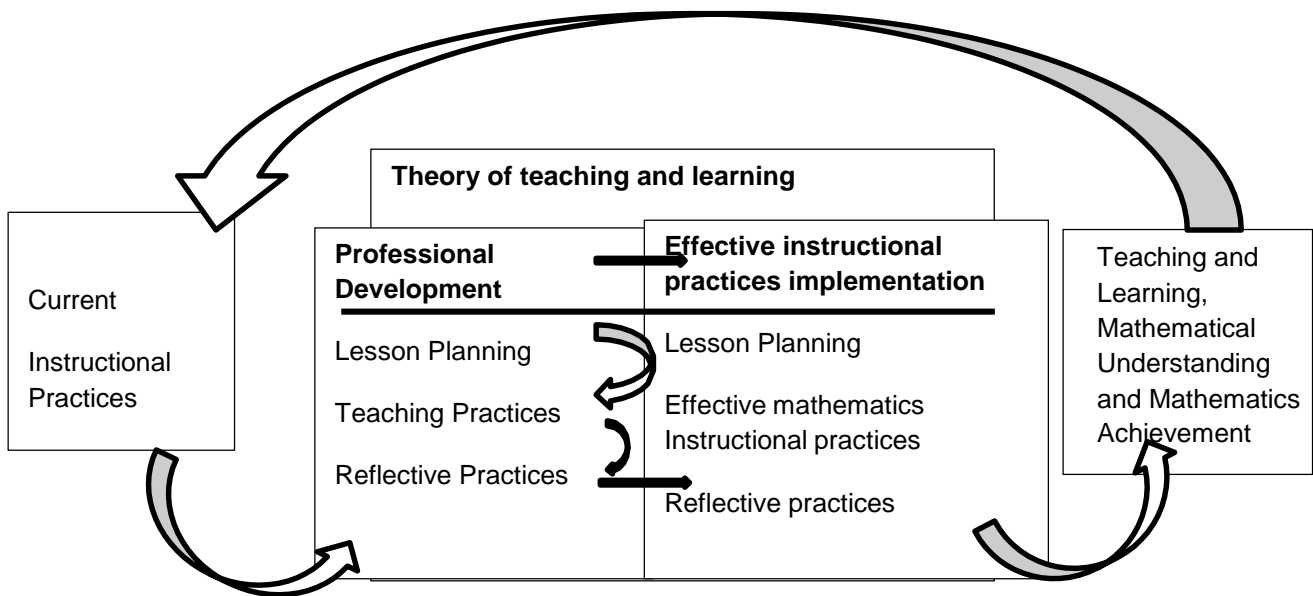 Theory of teaching and learning
Current
Instructional
Practices
Professional
Development
Lesson Planning
Teaching Practices
Reflective Practices
Effective instructional
practices implementation
Lesson Planning
Effective mathematics
Instructional practices
Reflective practices
Teaching and
Learning,
Mathematical
Understanding
and Mathematics
Achievement